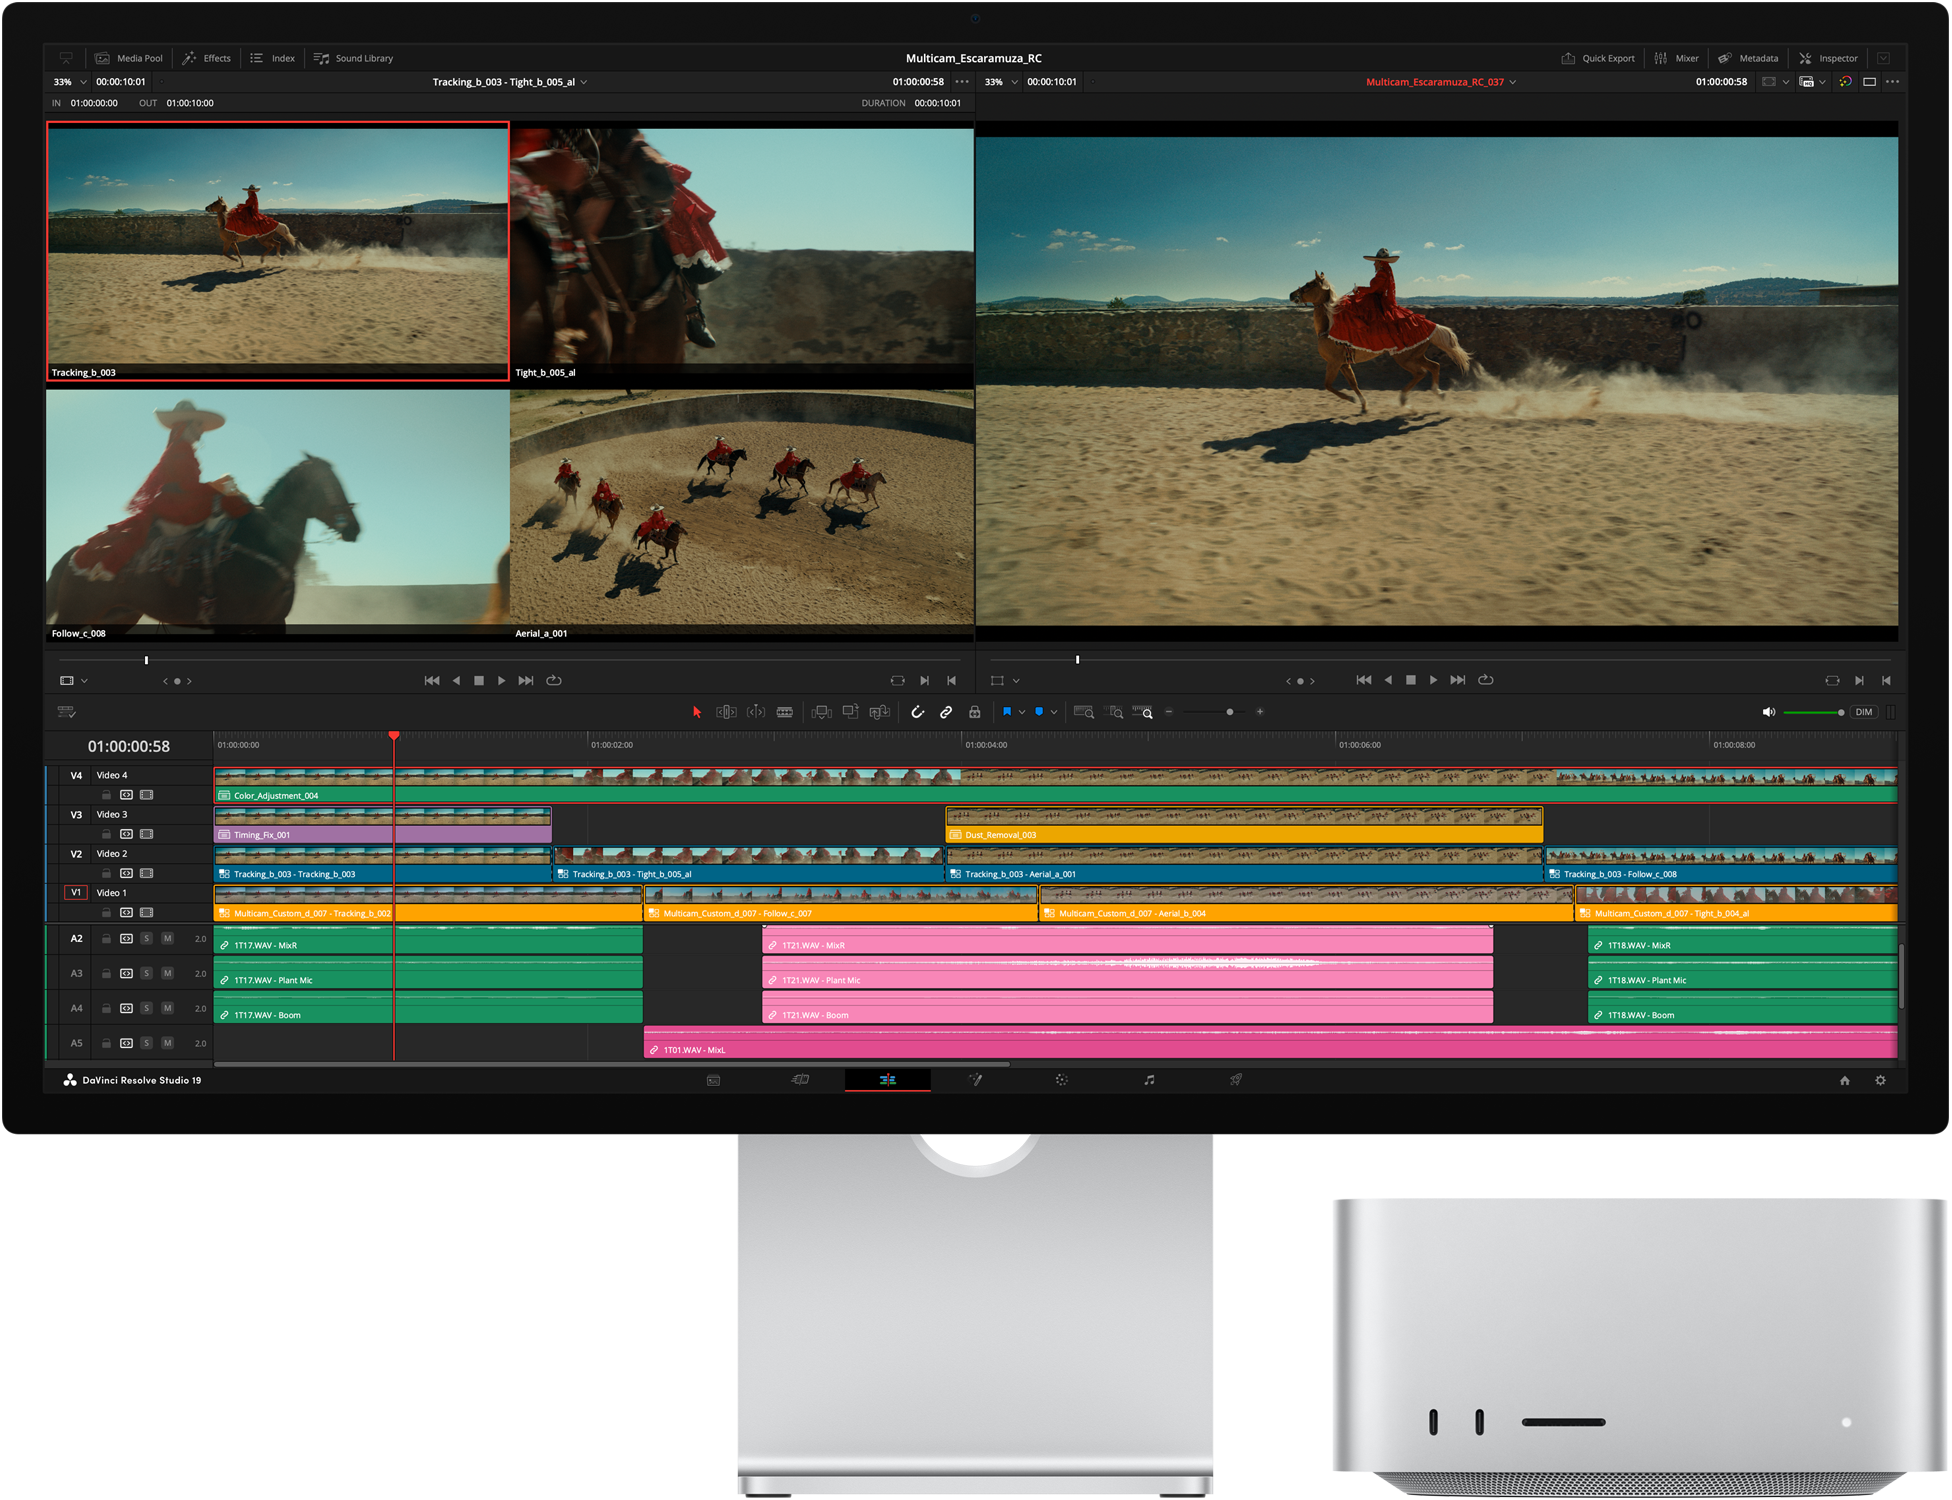 Media Pool Effects Index Sound Library Multicam_Escaramuza_RC Quick Export Mixer Metadata Inspector
33% 00:00:10:01 Tracking_b_003 - Tight_b_005_al 01:00:00:58 33% 00:00:10:01 Multicam_Escaramuza_RC_037 01:00:00:58
IN 01:00:00:00 OUT 01:00:10:00 DURATION 00:00:10:01
Tracking_b_003 Tight_b_005_al
Follow_c_008 Aerial_a_001
DIM
01:00:00:58 01:00:00:00 01:00:02:00 01:00:04:00 01:00:06:00 01:00:08:00
V4 Video 4
Color_Adjustment_004
V3 Video 3
Timing_Fix_001 Dust_Removal_003
V2 Video 2
Tracking_b_003 - Tracking_b_003 Tracking_b_003 - Tight_b_005_al Tracking_b_003 - Aerial_a_001 Tracking_b_003 - Follow_c_008
V1 Video 1
Multicam_Custom_d_007 - Tracking_b_002 Multicam_Custom_d_007 - Follow_c_007 Multicam_Custom_d_007 - Aerial_b_004 Multicam_Custom_d_007 - Tight_b_004_al
A2 S M 2.0 1T17.WAV - MixR 1T21.WAV - MixR 1T18.WAV - MixR
A3 S M 2.0 1T17.WAV - Plant Mic 1T21.WAV - Plant Mic 1T18.WAV - Plant Mic
A4 S M 2.0 1T17.WAV - Boom 1T21.WAV - Boom 1T18.WAV - Boom
A5 S M 2.0 1T01.WAV - MixL
DaVinci Resolve Studio 19